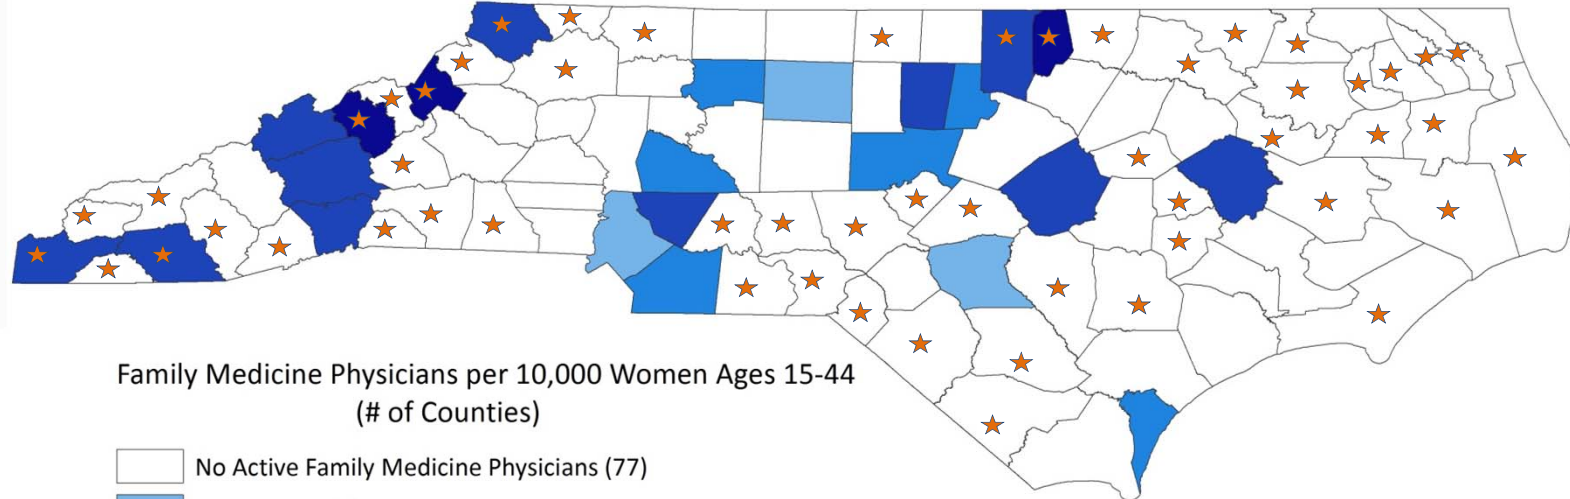 Family Medicine Physicians per 10,000 Women Ages 15-44
(# of Counties)
No Active Family Medicine Physicians (77)